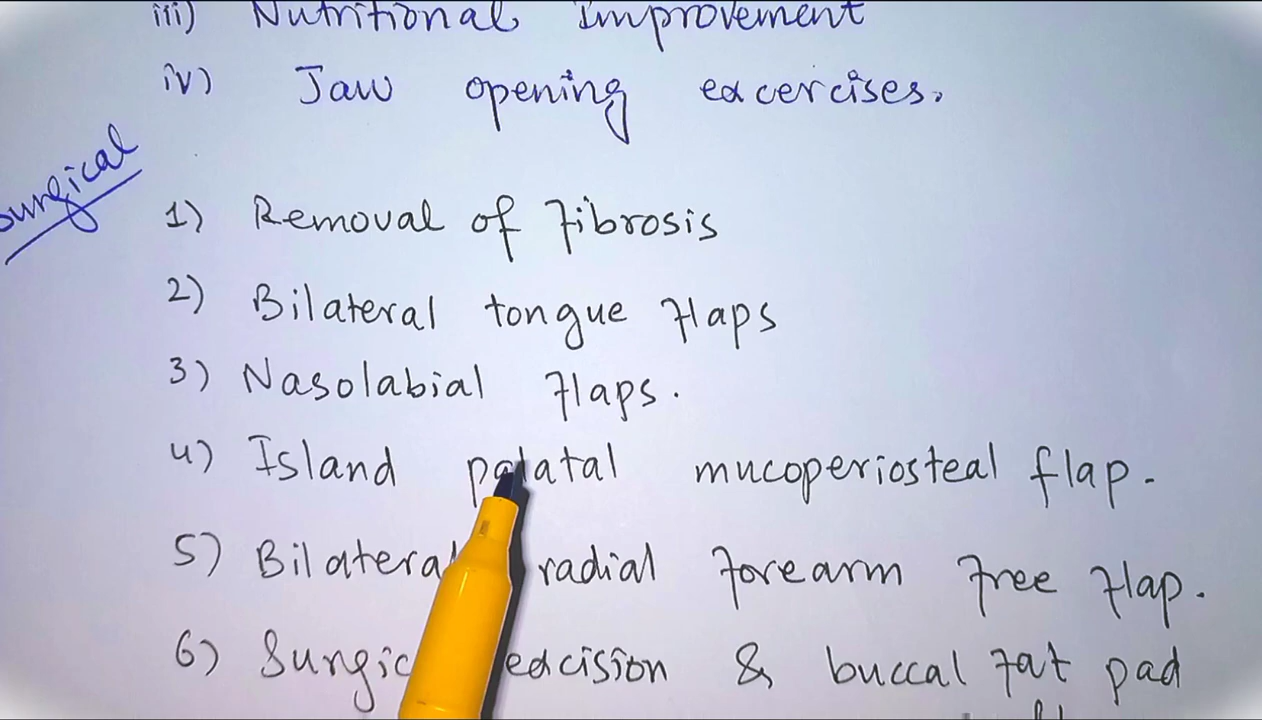 iii) Nutritional Improvement
iv) Jaw opening excercises.
Surgical
1) Removal of fibrosis
2) Bilateral tongue flaps
3) Nasolabial flaps.
4) Island palatal mucoperiosteal flap.
5) Bilateral radial forearm free flap.
6) Surgical excision & buccal fat pad